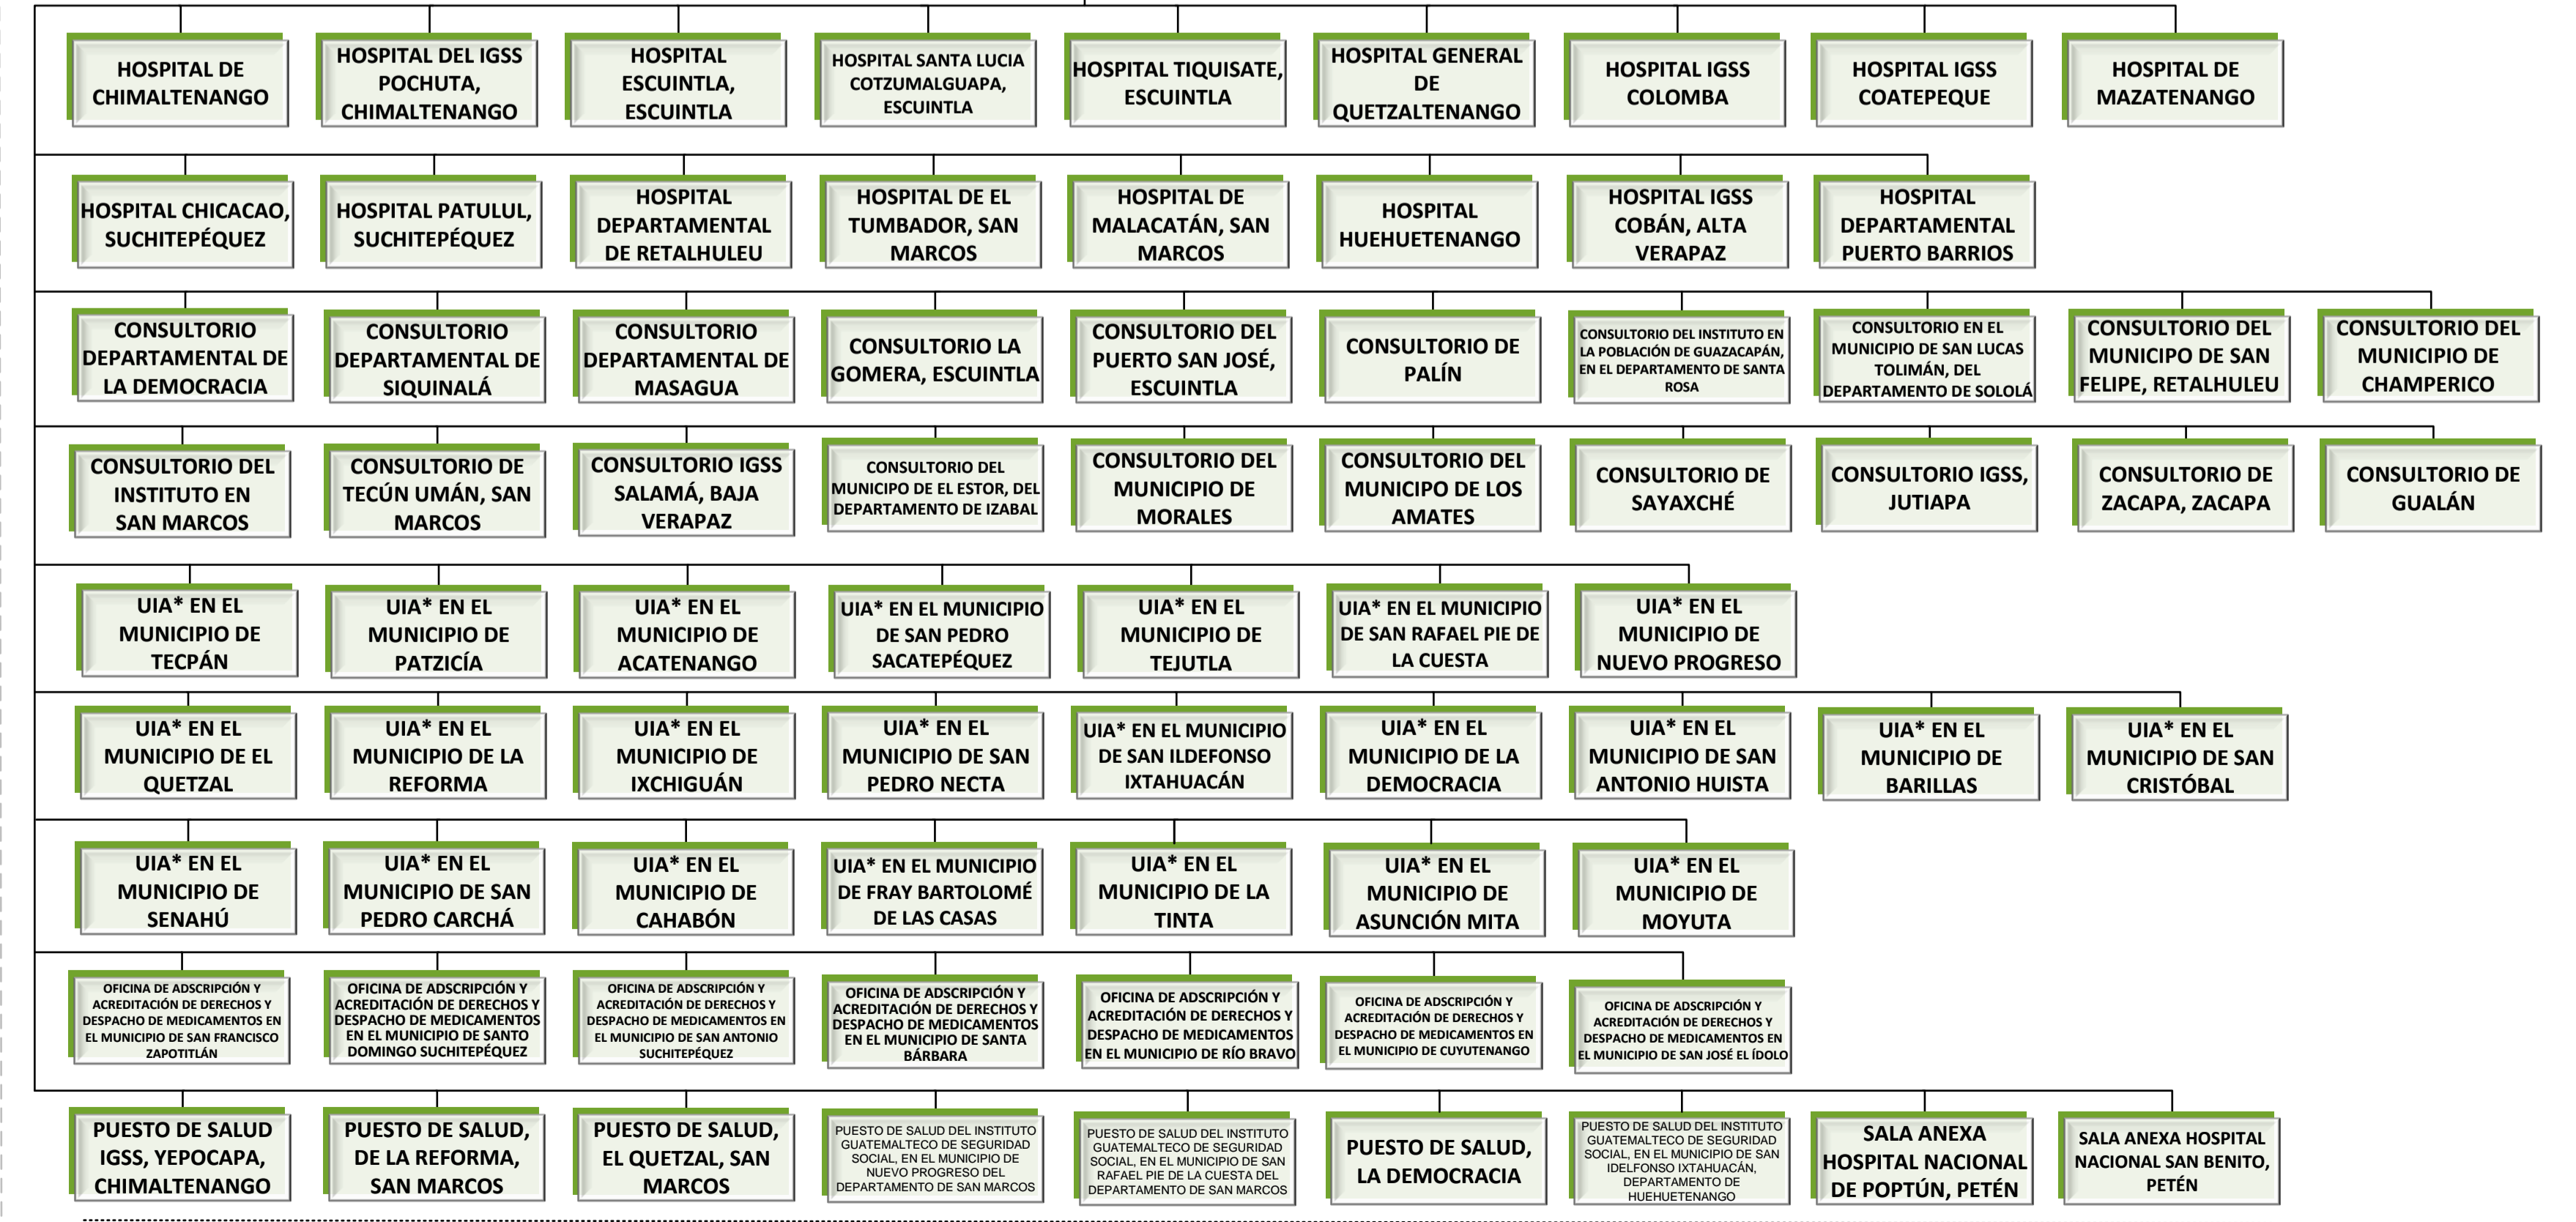 HOSPITAL DE
CHIMALTENANGO
HOSPITAL DEL IGSS
POCHUTA,
CHIMALTENANGO
HOSPITAL
ESCUINTLA,
ESCUINTLA
HOSPITAL SANTA LUCIA
COTZUMALGUAPA,
ESCUINTLA
HOSPITAL TIQUISATE,
ESCUINTLA
HOSPITAL GENERAL
DE
QUETZALTENANGO
HOSPITAL IGSS
COLOMBA
HOSPITAL IGSS
COATEPEQUE
HOSPITAL DE
MAZATENANGO
HOSPITAL CHICACAO,
SUCHITEPÉQUEZ
HOSPITAL PATULUL,
SUCHITEPÉQUEZ
HOSPITAL
DEPARTAMENTAL
DE RETALHULEU
HOSPITAL DE EL
TUMBADOR, SAN
MARCOS
HOSPITAL DE
MALACATÁN, SAN
MARCOS
HOSPITAL
HUEHUETENANGO
HOSPITAL IGSS
COBÁN, ALTA
VERAPAZ
HOSPITAL
DEPARTAMENTAL
PUERTO BARRIOS
CONSULTORIO
DEPARTAMENTAL DE
LA DEMOCRACIA
CONSULTORIO
DEPARTAMENTAL DE
SIQUINALÁ
CONSULTORIO
DEPARTAMENTAL DE
MASAGUA
CONSULTORIO LA
GOMERA, ESCUINTLA
CONSULTORIO DEL
PUERTO SAN JOSÉ,
ESCUINTLA
CONSULTORIO DE
PALÍN
CONSULTORIO DEL INSTITUTO EN
LA POBLACIÓN DE GUAZACAPÁN,
EN EL DEPARTAMENTO DE SANTA
ROSA
CONSULTORIO EN EL
MUNICIPIO DE SAN LUCAS
TOLIMÁN, DEL
DEPARTAMENTO DE SOLOLÁ
CONSULTORIO DEL
MUNICIPO DE SAN
FELIPE, RETALHULEU
CONSULTORIO DEL
MUNICIPIO DE
CHAMPERICO
CONSULTORIO DEL
INSTITUTO EN
SAN MARCOS
CONSULTORIO DE
TECÚN UMÁN, SAN
MARCOS
CONSULTORIO IGSS
SALAMÁ, BAJA
VERAPAZ
CONSULTORIO DEL
MUNICIPO DE EL ESTOR, DEL
DEPARTAMENTO DE IZABAL
CONSULTORIO DEL
MUNICIPIO DE
MORALES
CONSULTORIO DEL
MUNICIPO DE LOS
AMATES
CONSULTORIO DE
SAYAXCHÉ
CONSULTORIO IGSS,
JUTIAPA
CONSULTORIO DE
ZACAPA, ZACAPA
CONSULTORIO DE
GUALÁN
UIA* EN EL
MUNICIPIO DE
TECPÁN
UIA* EN EL
MUNICIPIO DE
PATZICÍA
UIA* EN EL
MUNICIPIO DE
ACATENANGO
UIA* EN EL MUNICIPIO
DE SAN PEDRO
SACATEPÉQUEZ
UIA* EN EL
MUNICIPIO DE
TEJUTLA
UIA* EN EL MUNICIPIO
DE SAN RAFAEL PIE DE
LA CUESTA
UIA* EN EL
MUNICIPIO DE
NUEVO PROGRESO
UIA* EN EL
MUNICIPIO DE EL
QUETZAL
UIA* EN EL
MUNICIPIO DE LA
REFORMA
UIA* EN EL
MUNICIPIO DE
IXCHIGUÁN
UIA* EN EL
MUNICIPIO DE SAN
PEDRO NECTA
UIA* EN EL MUNICIPIO
DE SAN ILDEFONSO
IXTAHUACÁN
UIA* EN EL
MUNICIPIO DE LA
DEMOCRACIA
UIA* EN EL
MUNICIPIO DE SAN
ANTONIO HUISTA
UIA* EN EL
MUNICIPIO DE
BARILLAS
UIA* EN EL
MUNICIPIO DE SAN
CRISTÓBAL
UIA* EN EL
MUNICIPIO DE
SENAHÚ
UIA* EN EL
MUNICIPIO DE SAN
PEDRO CARCHÁ
UIA* EN EL
MUNICIPIO DE
CAHABÓN
UIA* EN EL MUNICIPIO
DE FRAY BARTOLOMÉ
DE LAS CASAS
UIA* EN EL
MUNICIPIO DE LA
TINTA
UIA* EN EL
MUNICIPIO DE
ASUNCIÓN MITA
UIA* EN EL
MUNICIPIO DE
MOYUTA
OFICINA DE ADSCRIPCIÓN Y
ACREDITACIÓN DE DERECHOS Y
DESPACHO DE MEDICAMENTOS EN
EL MUNICIPIO DE SAN FRANCISCO
ZAPOTITLÁN
OFICINA DE ADSCRIPCIÓN Y
ACREDITACIÓN DE DERECHOS Y
DESPACHO DE MEDICAMENTOS
EN EL MUNICIPIO DE SANTO
DOMINGO SUCHITEPÉQUEZ
OFICINA DE ADSCRIPCIÓN Y
ACREDITACIÓN DE DERECHOS Y
DESPACHO DE MEDICAMENTOS EN
EL MUNICIPIO DE SAN ANTONIO
SUCHITEPÉQUEZ
OFICINA DE ADSCRIPCIÓN Y
ACREDITACIÓN DE DERECHOS Y
DESPACHO DE MEDICAMENTOS
EN EL MUNICIPIO DE SANTA
BÁRBARA
OFICINA DE ADSCRIPCIÓN Y
ACREDITACIÓN DE DERECHOS Y
DESPACHO DE MEDICAMENTOS
EN EL MUNICIPIO DE RÍO BRAVO
OFICINA DE ADSCRIPCIÓN Y
ACREDITACIÓN DE DERECHOS Y
DESPACHO DE MEDICAMENTOS EN
EL MUNICIPIO DE CUYUTENANGO
OFICINA DE ADSCRIPCIÓN Y
ACREDITACIÓN DE DERECHOS Y
DESPACHO DE MEDICAMENTOS EN
EL MUNICIPIO DE SAN JOSÉ EL ÍDOLO
PUESTO DE SALUD
IGSS, YEPOCAPA,
CHIMALTENANGO
PUESTO DE SALUD,
DE LA REFORMA,
SAN MARCOS
PUESTO DE SALUD,
EL QUETZAL, SAN
MARCOS
PUESTO DE SALUD DEL INSTITUTO
GUATEMALTECO DE SEGURIDAD
SOCIAL, EN EL MUNICIPIO DE
NUEVO PROGRESO DEL
DEPARTAMENTO DE SAN MARCOS
PUESTO DE SALUD DEL INSTITUTO
GUATEMALTECO DE SEGURIDAD
SOCIAL, EN EL MUNICIPIO DE SAN
RAFAEL PIE DE LA CUESTA DEL
DEPARTAMENTO DE SAN MARCOS
PUESTO DE SALUD,
LA DEMOCRACIA
PUESTO DE SALUD DEL INSTITUTO
GUATEMALTECO DE SEGURIDAD
SOCIAL, EN EL MUNICIPIO DE SAN
IDELFONSO IXTAHUACÁN,
DEPARTAMENTO DE
HUEHUETENANGO
SALA ANEXA
HOSPITAL NACIONAL
DE POPTÚN, PETÉN
SALA ANEXA HOSPITAL
NACIONAL SAN BENITO,
PETÉN